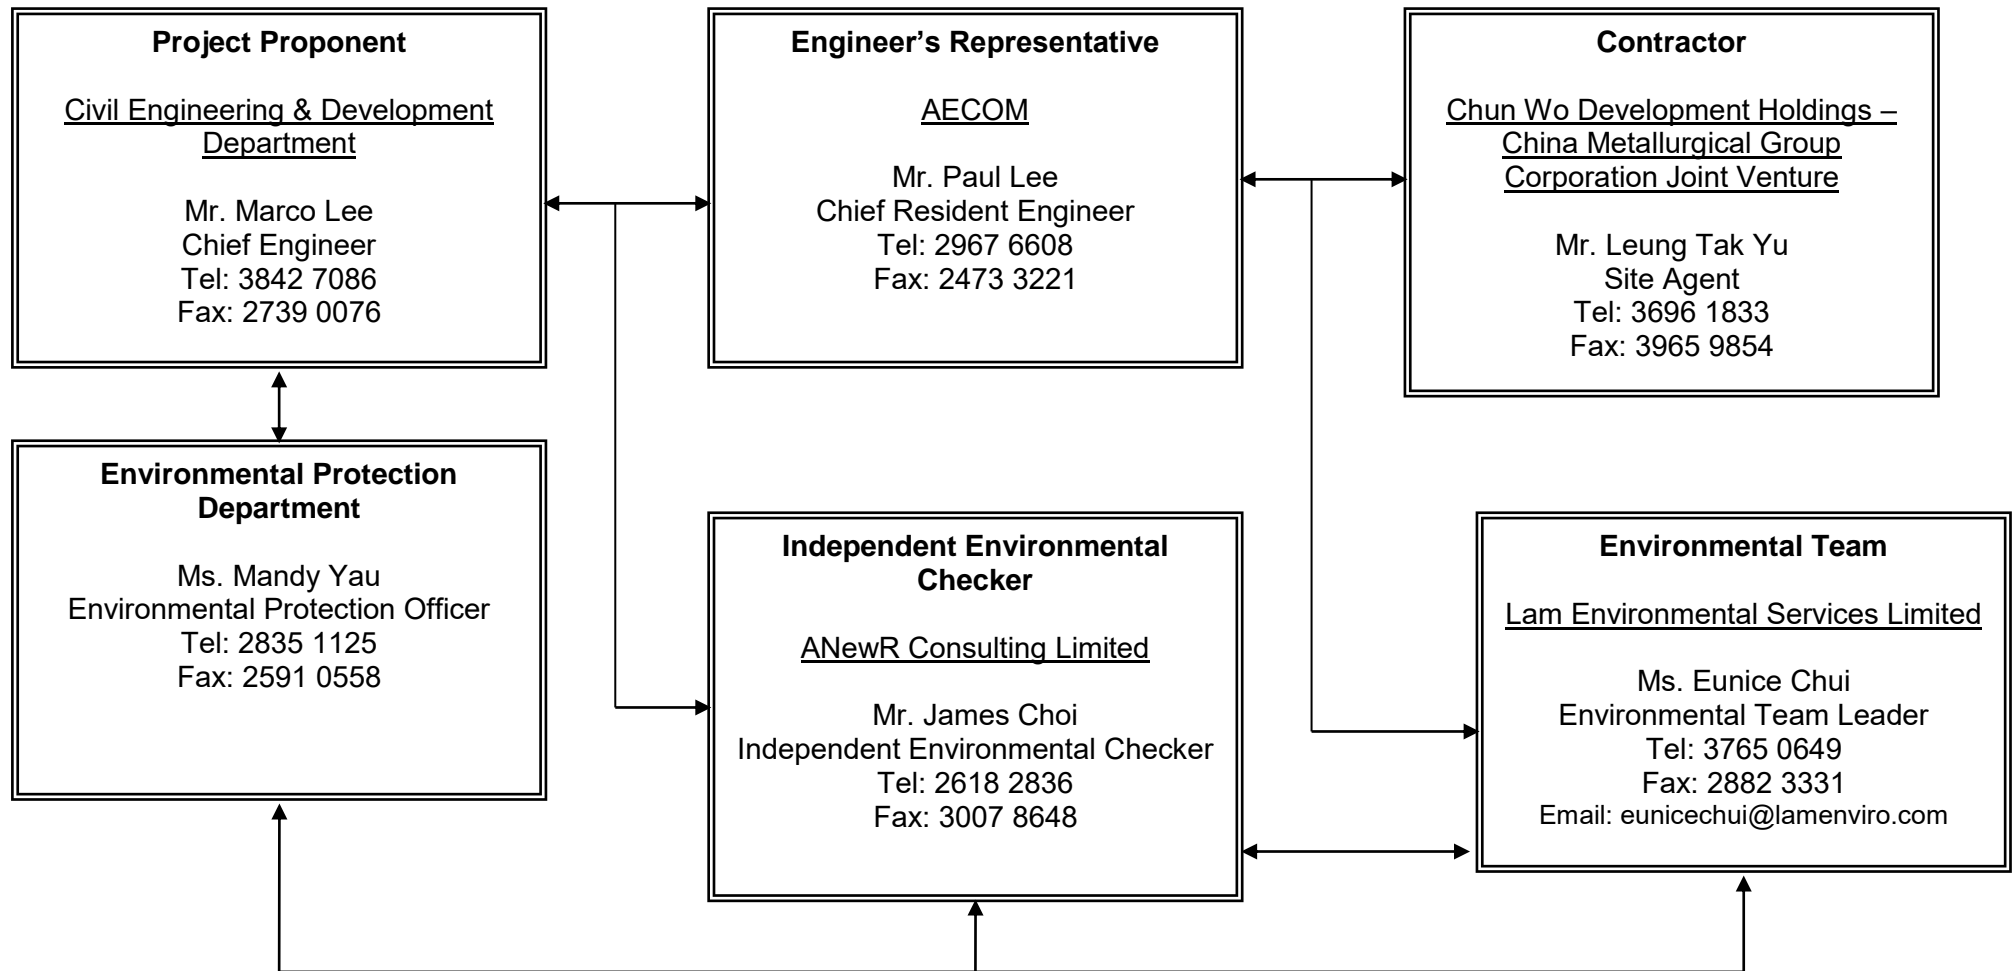 Project Proponent
Civil Engineering & Development
Department
Mr. Marco Lee
Chief Engineer
Tel: 3842 7086
Fax: 2739 0076
Engineer’s Representative
AECOM
Mr. Paul Lee
Chief Resident Engineer
Tel: 2967 6608
Fax: 2473 3221
Contractor
Chun Wo Development Holdings –
China Metallurgical Group
Corporation Joint Venture
Mr. Leung Tak Yu
Site Agent
Tel: 3696 1833
Fax: 3965 9854
Environmental Protection
Department
Ms. Mandy Yau
Environmental Protection Officer
Tel: 2835 1125
Fax: 2591 0558
Independent Environmental
Checker
ANewR Consulting Limited
Mr. James Choi
Independent Environmental Checker
Tel: 2618 2836
Fax: 3007 8648
Environmental Team
Lam Environmental Services Limited
Ms. Eunice Chui
Environmental Team Leader
Tel: 3765 0649
Fax: 2882 3331
Email: eunicechui@lamenviro.com